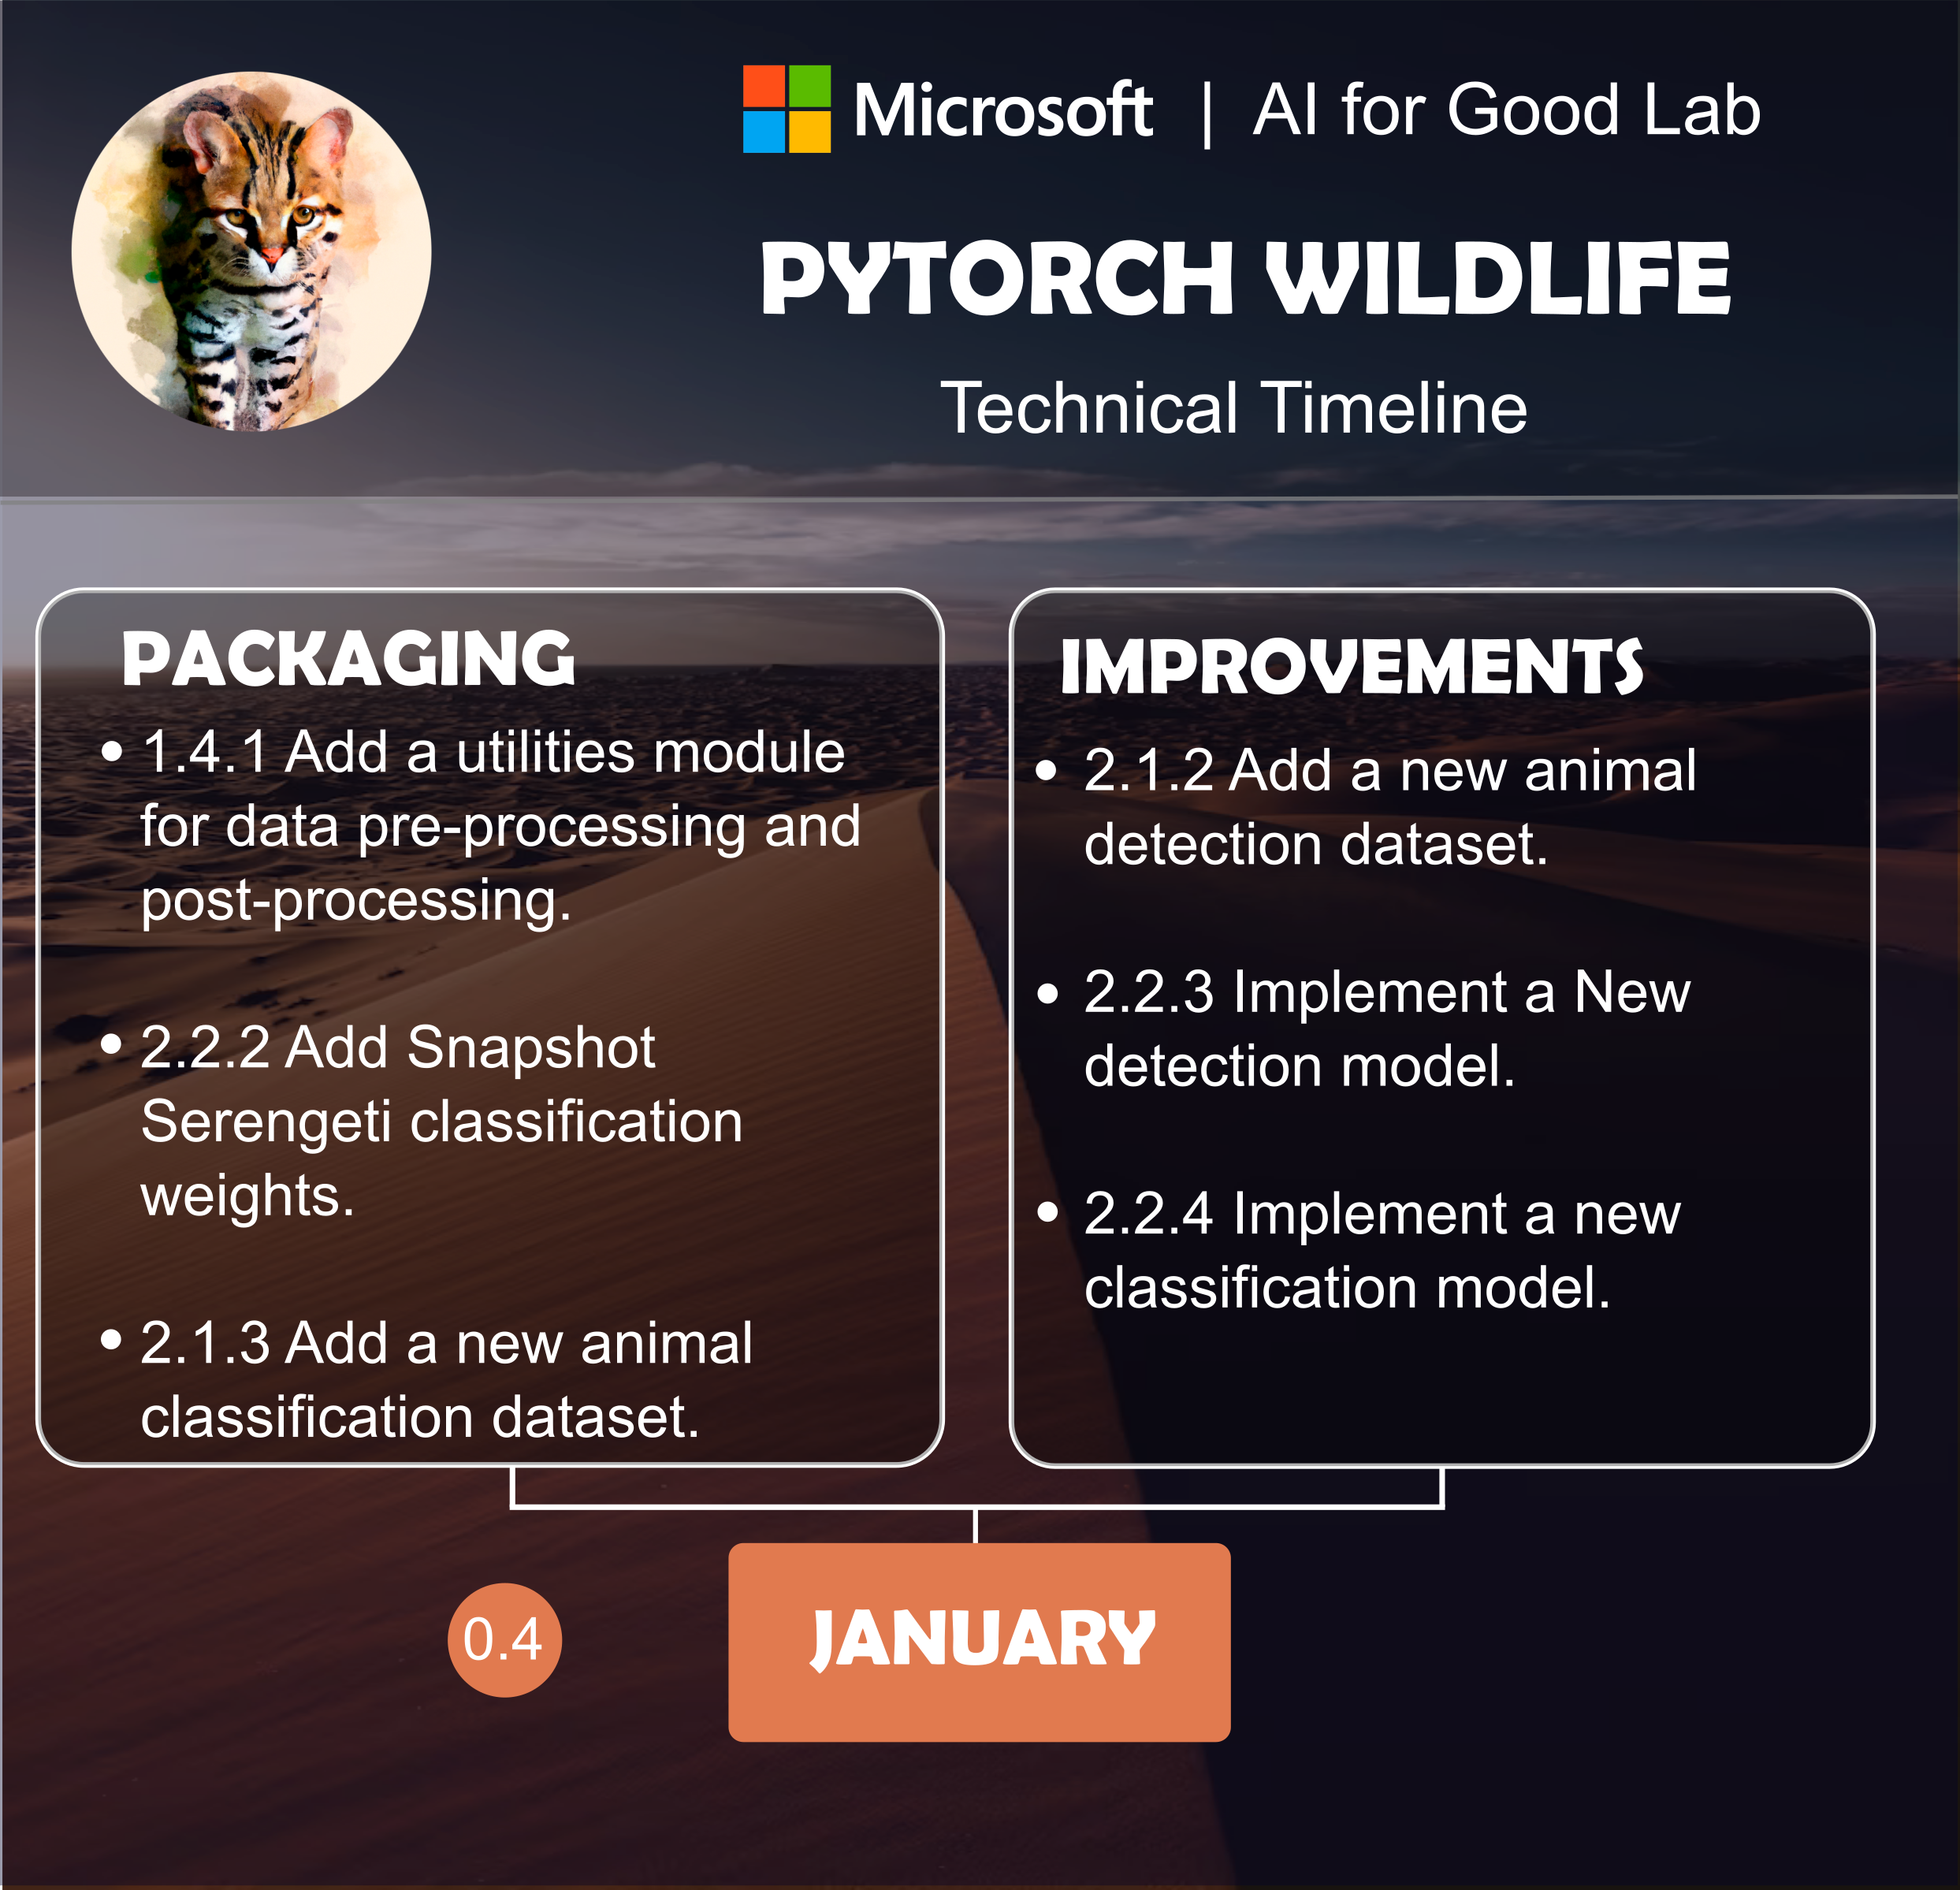 Microsoft | AI for Good Lab
PYTORCH WILDLIFE
Technical Timeline
PACKAGING
• 1.4.1 Add a utilities module
for data pre-processing and
post-processing.
• 2.2.2 Add Snapshot
Serengeti classification
weights.
• 2.1.3 Add a new animal
classification dataset.
IMPROVEMENTS
• 2.1.2 Add a new animal
detection dataset.
• 2.2.3 Implement a New
detection model.
• 2.2.4 Implement a new
classification model.
0.4
JANUARY